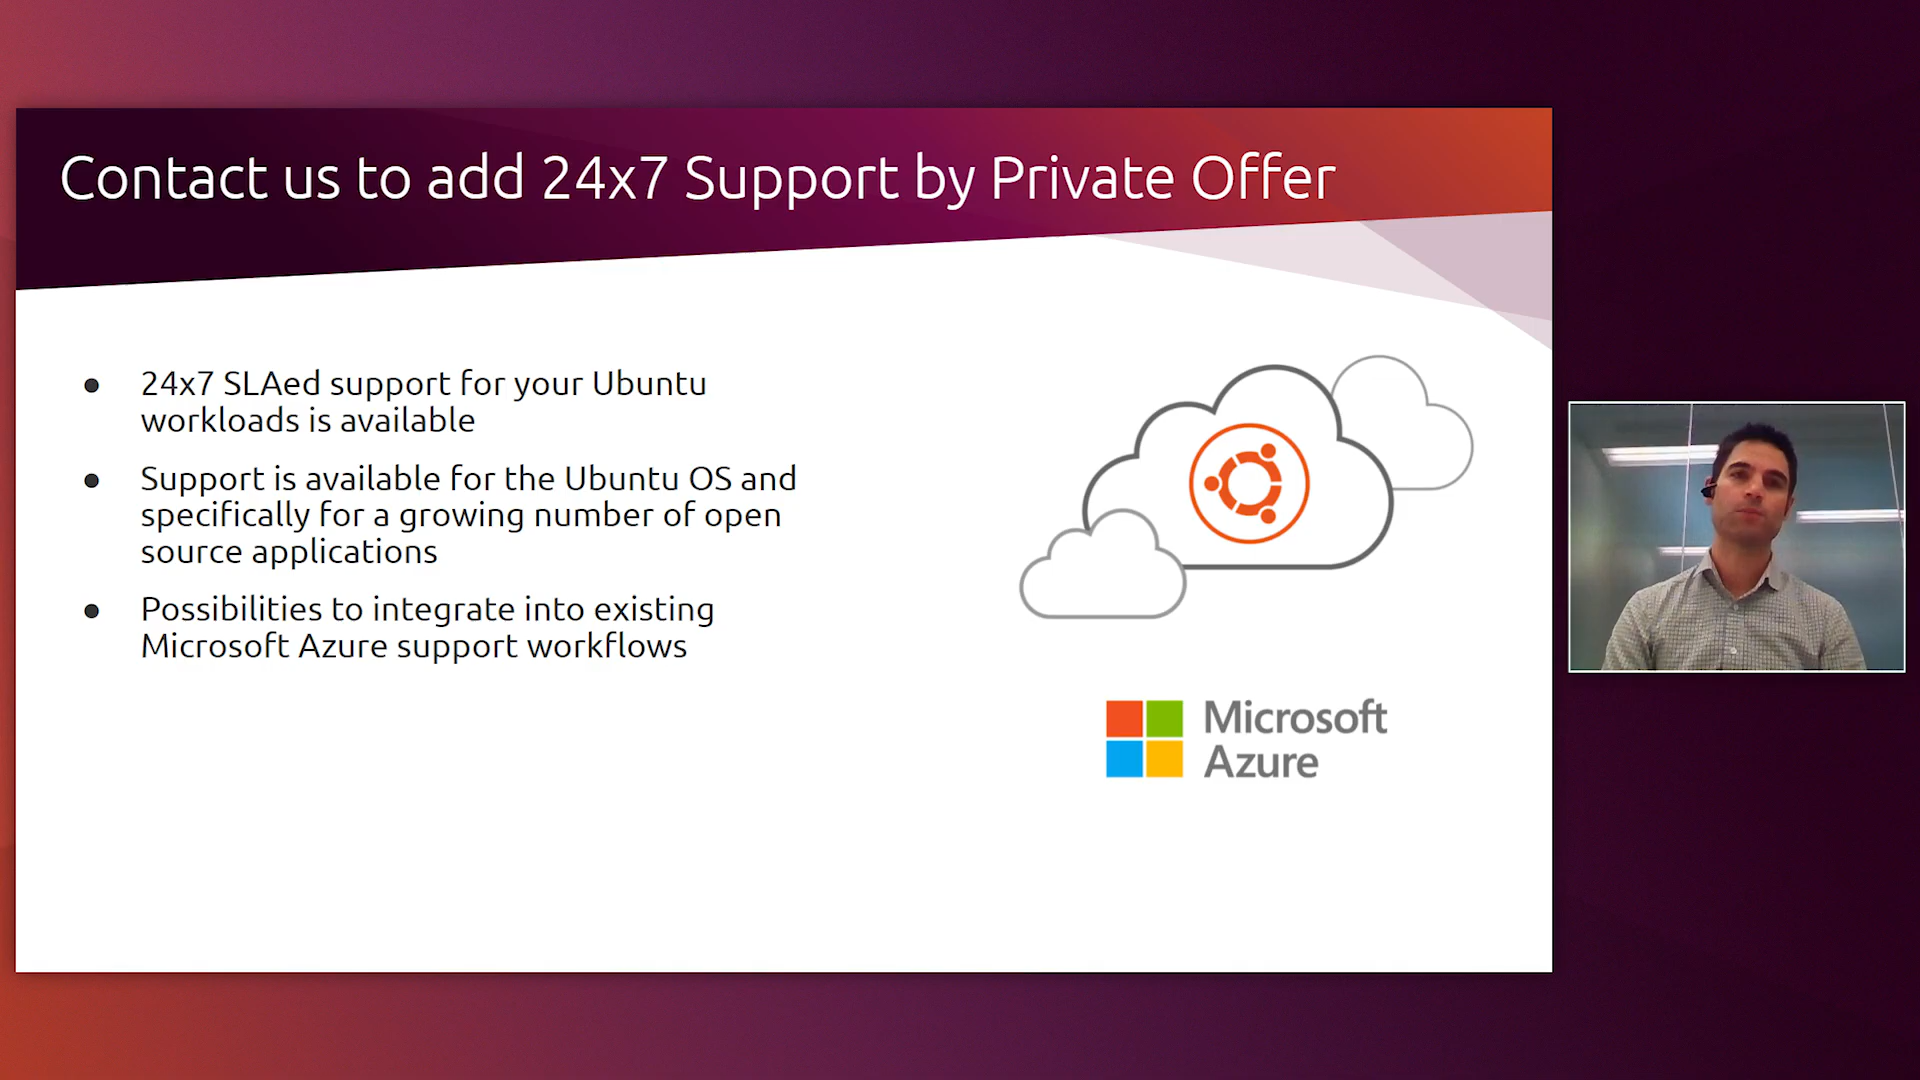 Contact us to add 24x7 Support by Private Offer
● 24x7 SLAed support for your Ubuntu
workloads is available
● Support is available for the Ubuntu OS and
specifically for a growing number of open
source applications
● Possibilities to integrate into existing
Microsoft Azure support workflows
Microsoft
Azure